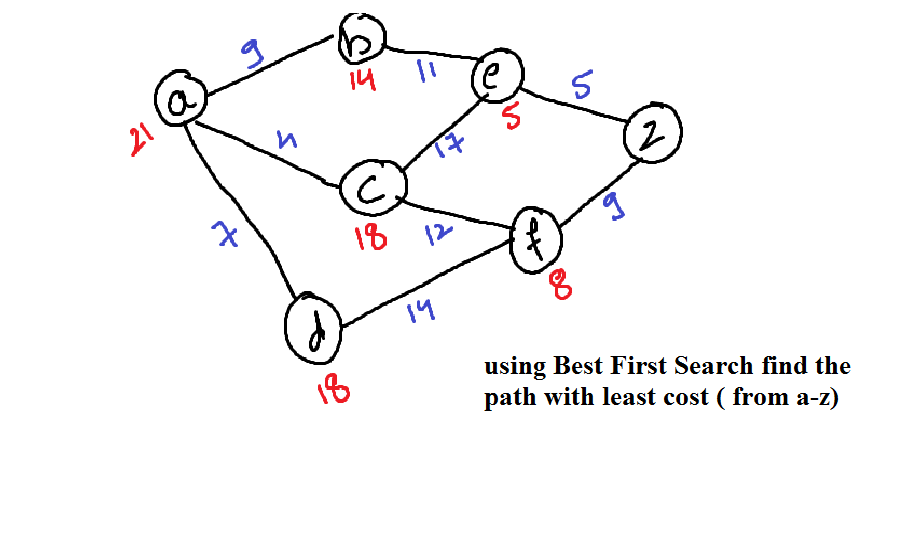 b
9
11
e
14
5
a
5
z
21
4
17
c
7
18
12
9
f
8
14
d
using Best First Search find the
path with least cost ( from a-z)
18